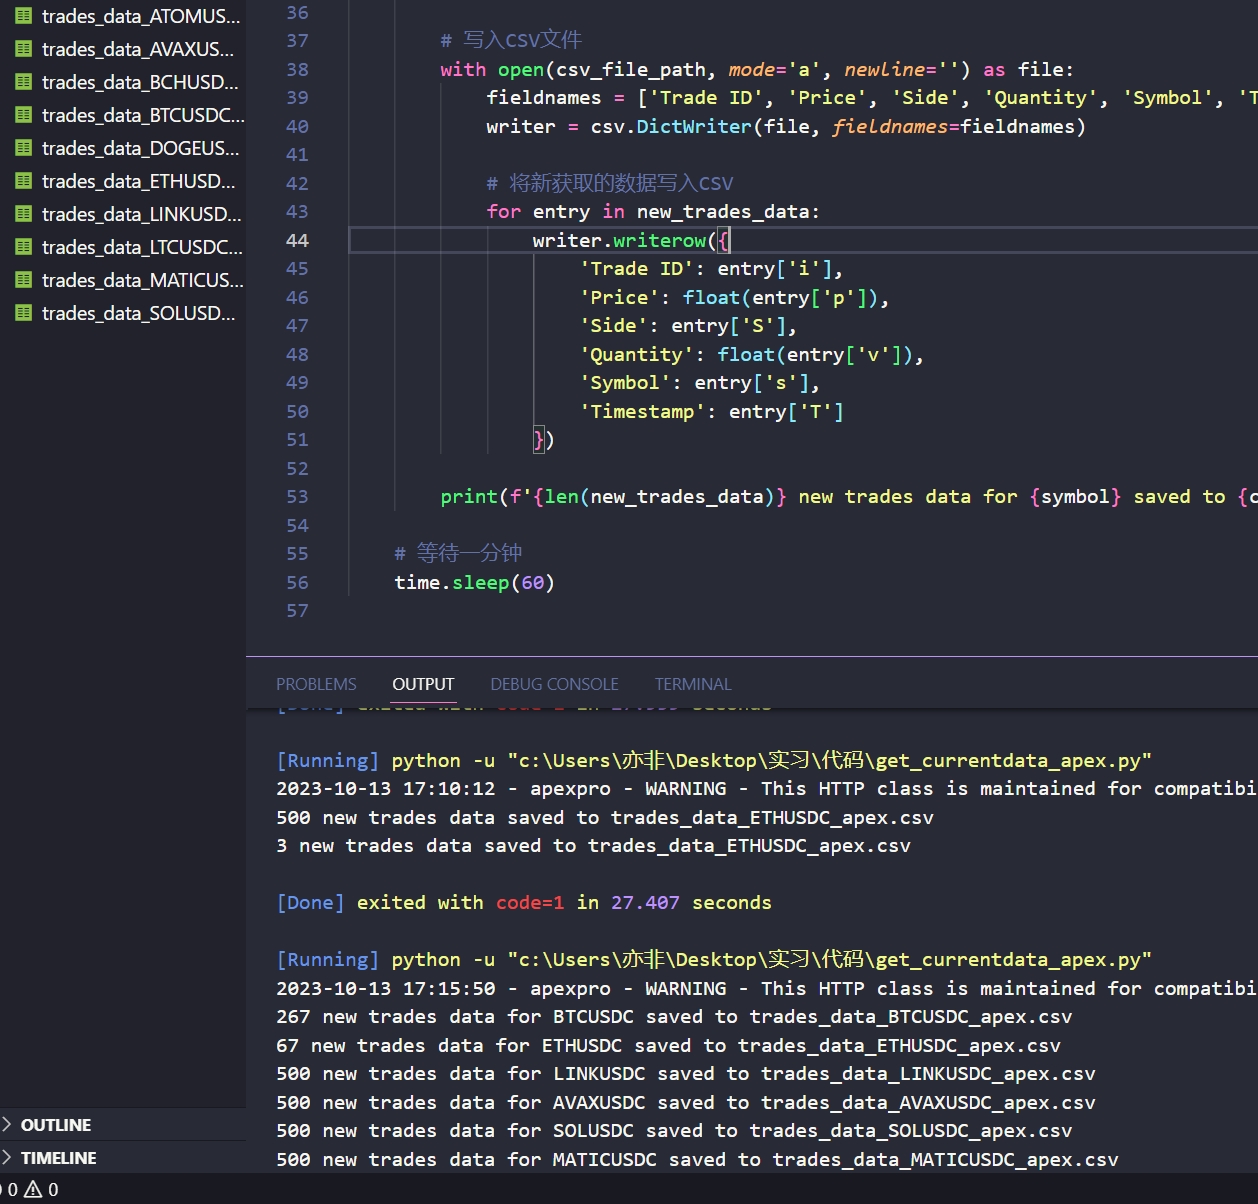 trades_data_ATOMUS...
trades_data_AVAXUS...
trades_data_BCHUSD...
trades_data_BTCUSDC...
trades_data_DOGEUS...
trades_data_ETHUSD...
trades_data_LINKUSD...
trades_data_LTCUSDC...
trades_data_MATICUS...
trades_data_SOLUSD...
OUTLINE
TIMELINE
0 0
36
37 # 写入CSV文件
38 with open(csv_file_path, mode='a', newline='') as file:
39 fieldnames = ['Trade ID', 'Price', 'Side', 'Quantity', 'Symbol', 'T
40 writer = csv.DictWriter(file, fieldnames=fieldnames)
41
42 # 将新获取的数据写入CSV
43 for entry in new_trades_data:
44 writer.writerow({
45 'Trade ID': entry['i'],
46 'Price': float(entry['p']),
47 'Side': entry['S'],
48 'Quantity': float(entry['v']),
49 'Symbol': entry['s'],
50 'Timestamp': entry['T']
51 })
52
53 print(f'{len(new_trades_data)} new trades data for {symbol} saved to {c
54
55 # 等待一分钟
56 time.sleep(60)
57
PROBLEMS OUTPUT DEBUG CONSOLE TERMINAL
[Running] python -u "c:\Users\亦非\Desktop\实习\代码\get_currentdata_apex.py"
2023-10-13 17:10:12 - apexpro - WARNING - This HTTP class is maintained for compatibi
500 new trades data saved to trades_data_ETHUSDC_apex.csv
3 new trades data saved to trades_data_ETHUSDC_apex.csv
[Done] exited with code=1 in 27.407 seconds
[Running] python -u "c:\Users\亦非\Desktop\实习\代码\get_currentdata_apex.py"
2023-10-13 17:15:50 - apexpro - WARNING - This HTTP class is maintained for compatibi
267 new trades data for BTCUSDC saved to trades_data_BTCUSDC_apex.csv
67 new trades data for ETHUSDC saved to trades_data_ETHUSDC_apex.csv
500 new trades data for LINKUSDC saved to trades_data_LINKUSDC_apex.csv
500 new trades data for AVAXUSDC saved to trades_data_AVAXUSDC_apex.csv
500 new trades data for SOLUSDC saved to trades_data_SOLUSDC_apex.csv
500 new trades data for MATICUSDC saved to trades_data_MATICUSDC_apex.csv